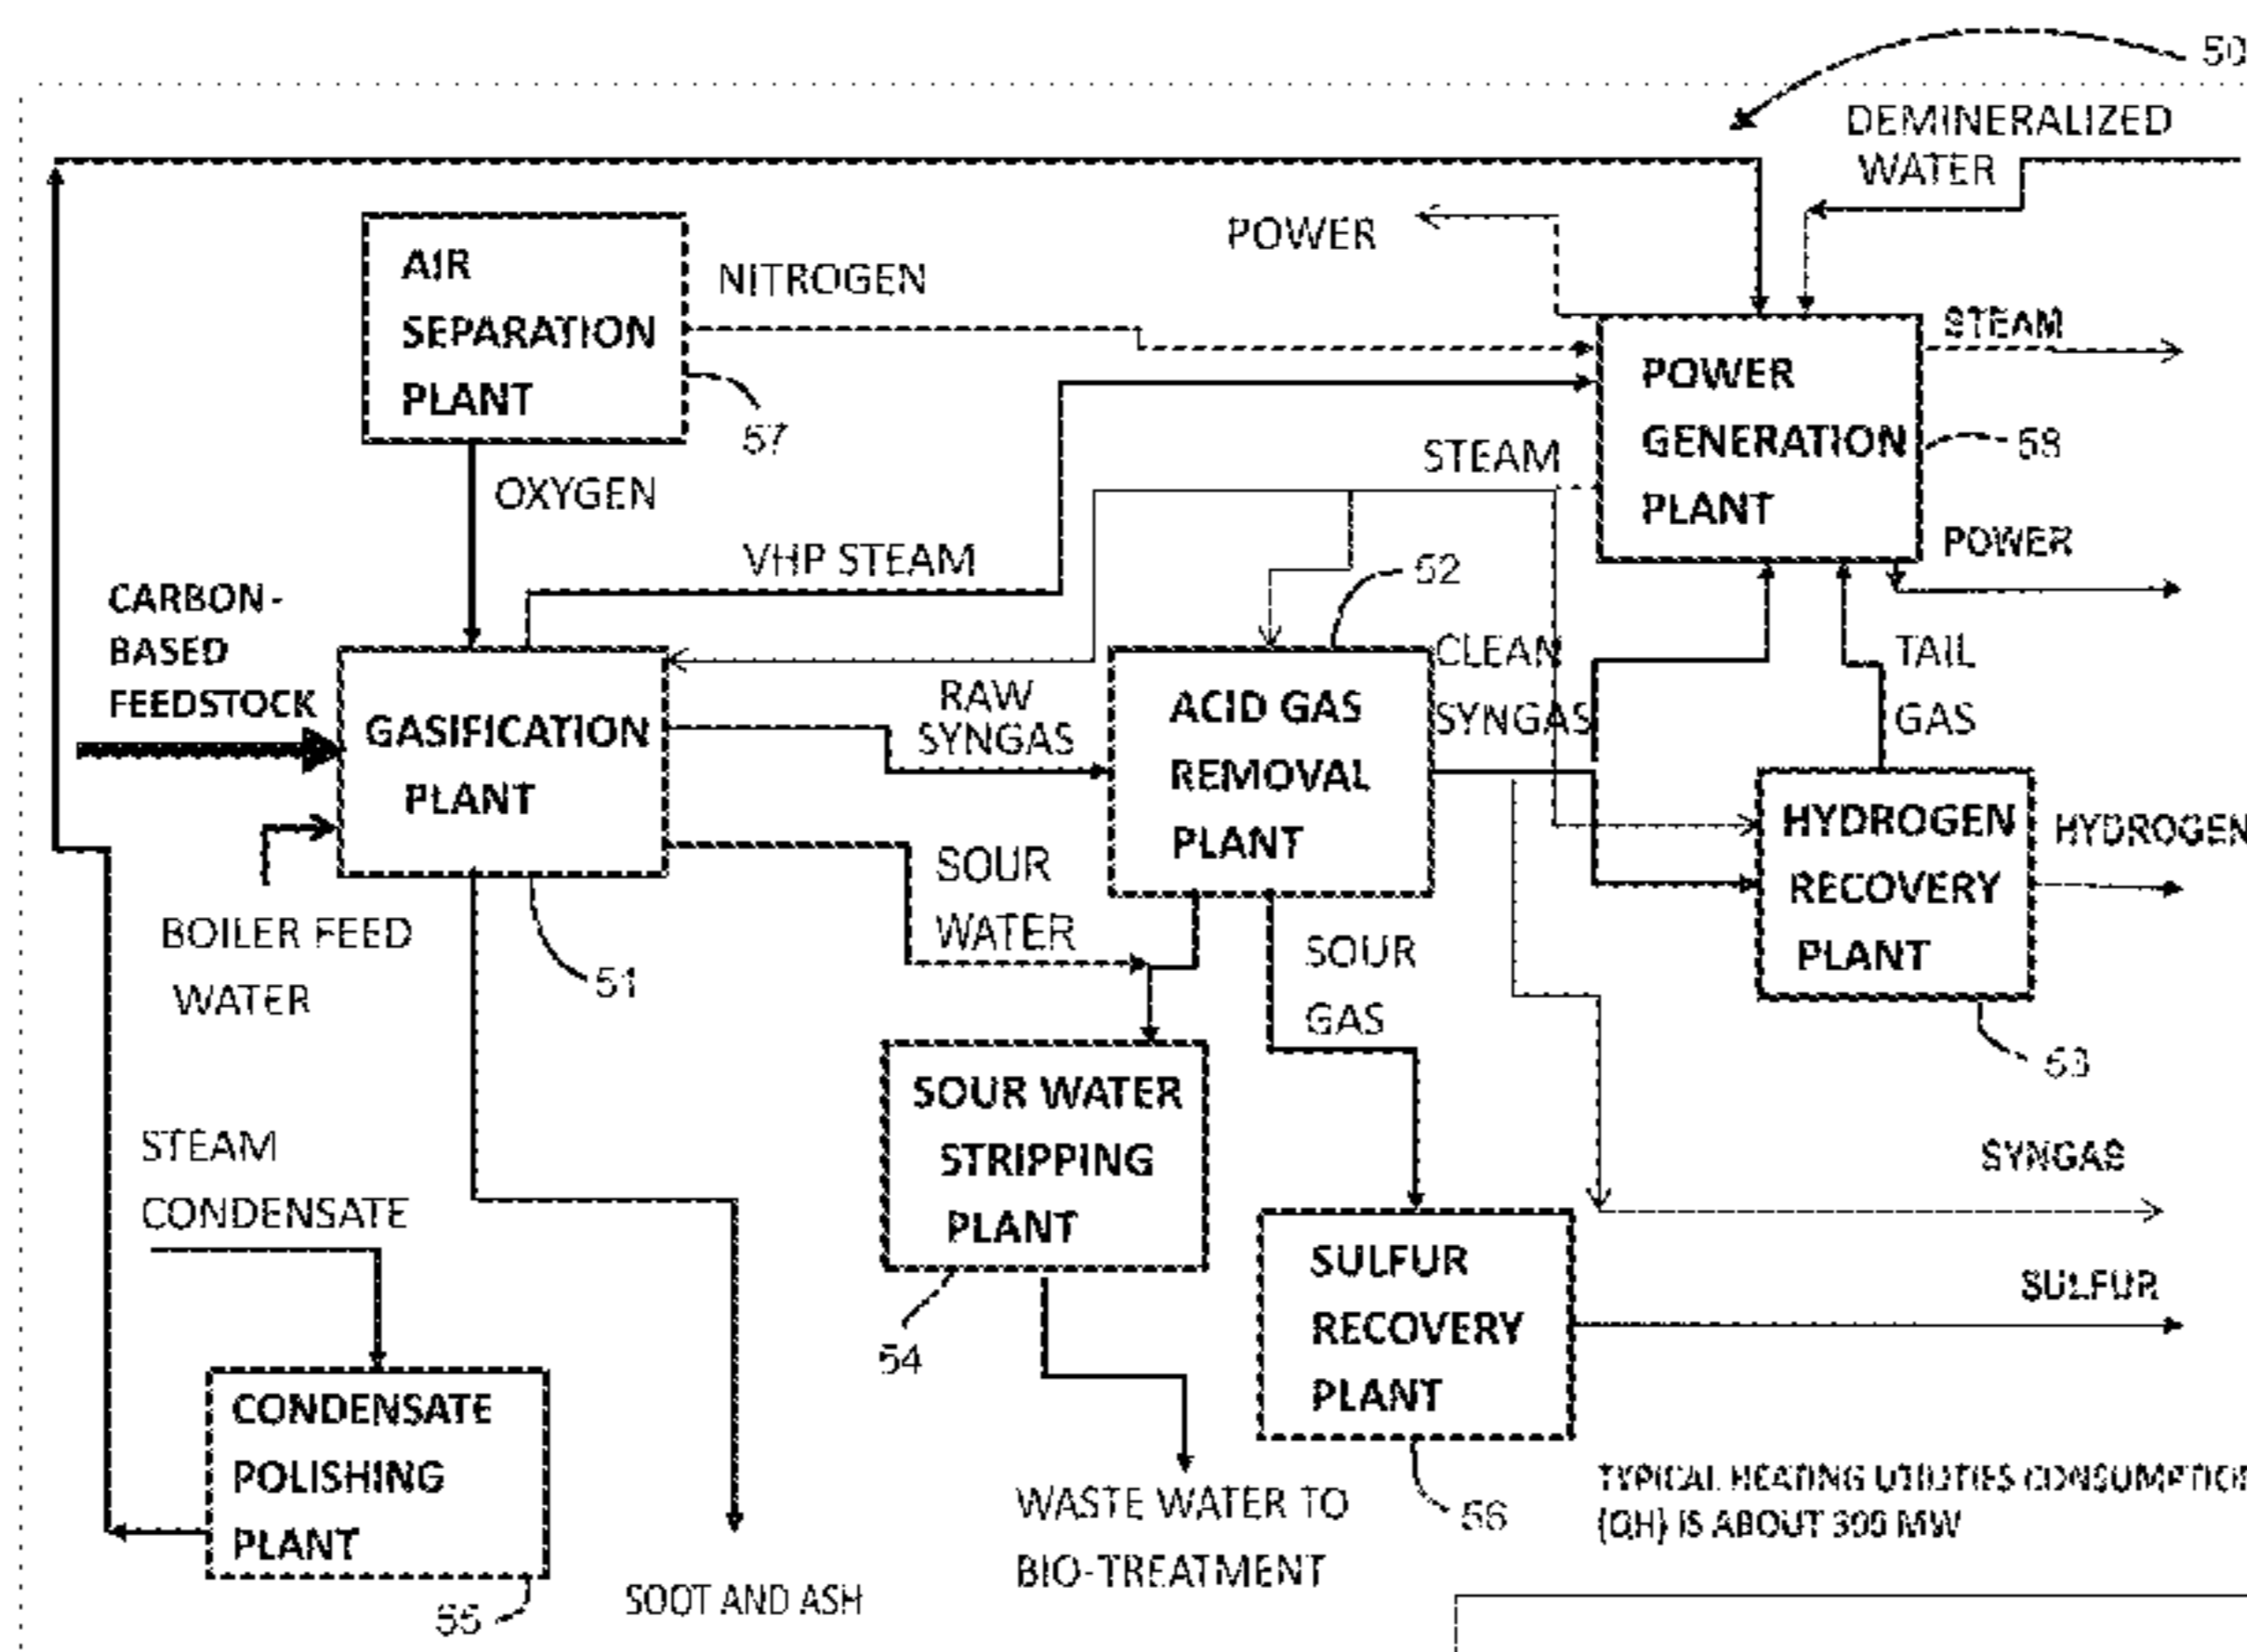 50
DEMINERALIZED
WATER
POWER
AIR
SEPARATION
PLANT
NITROGEN
57
OXYGEN
STEAM
POWER
GENERATION
PLANT
58
STEAM
POWER
VHP STEAM
52
CARBON-
BASED
FEEDSTOCK
GASIFICATION
PLANT
RAW
SYNGAS
ACID GAS
REMOVAL
PLANT
CLEAN
SYNGAS
TAIL
GAS
HYDROGEN
RECOVERY
PLANT
HYDROGEN
53
BOILER FEED
WATER
51
SOUR
WATER
SOUR
GAS
SOUR WATER
STRIPPING
PLANT
54
STEAM
CONDENSATE
SYNGAS
SULFUR
SULFUR
RECOVERY
PLANT
56
CONDENSATE
POLISHING
PLANT
55
SOOT AND ASH
WASTE WATER TO
BIO-TREATMENT
TYPICAL HEATING UTILITIES CONSUMPTION
(QH) IS ABOUT 300 MW